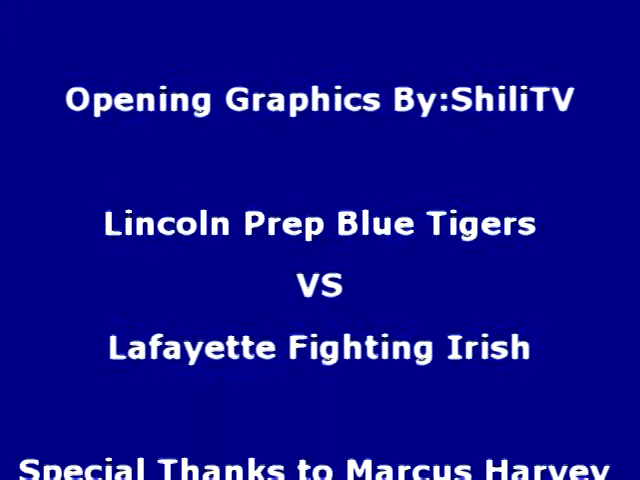 Opening Graphics By:ShiliTV
Lincoln Prep Blue Tigers
VS
Lafayette Fighting Irish
Special Thanks to Marcus Harvey